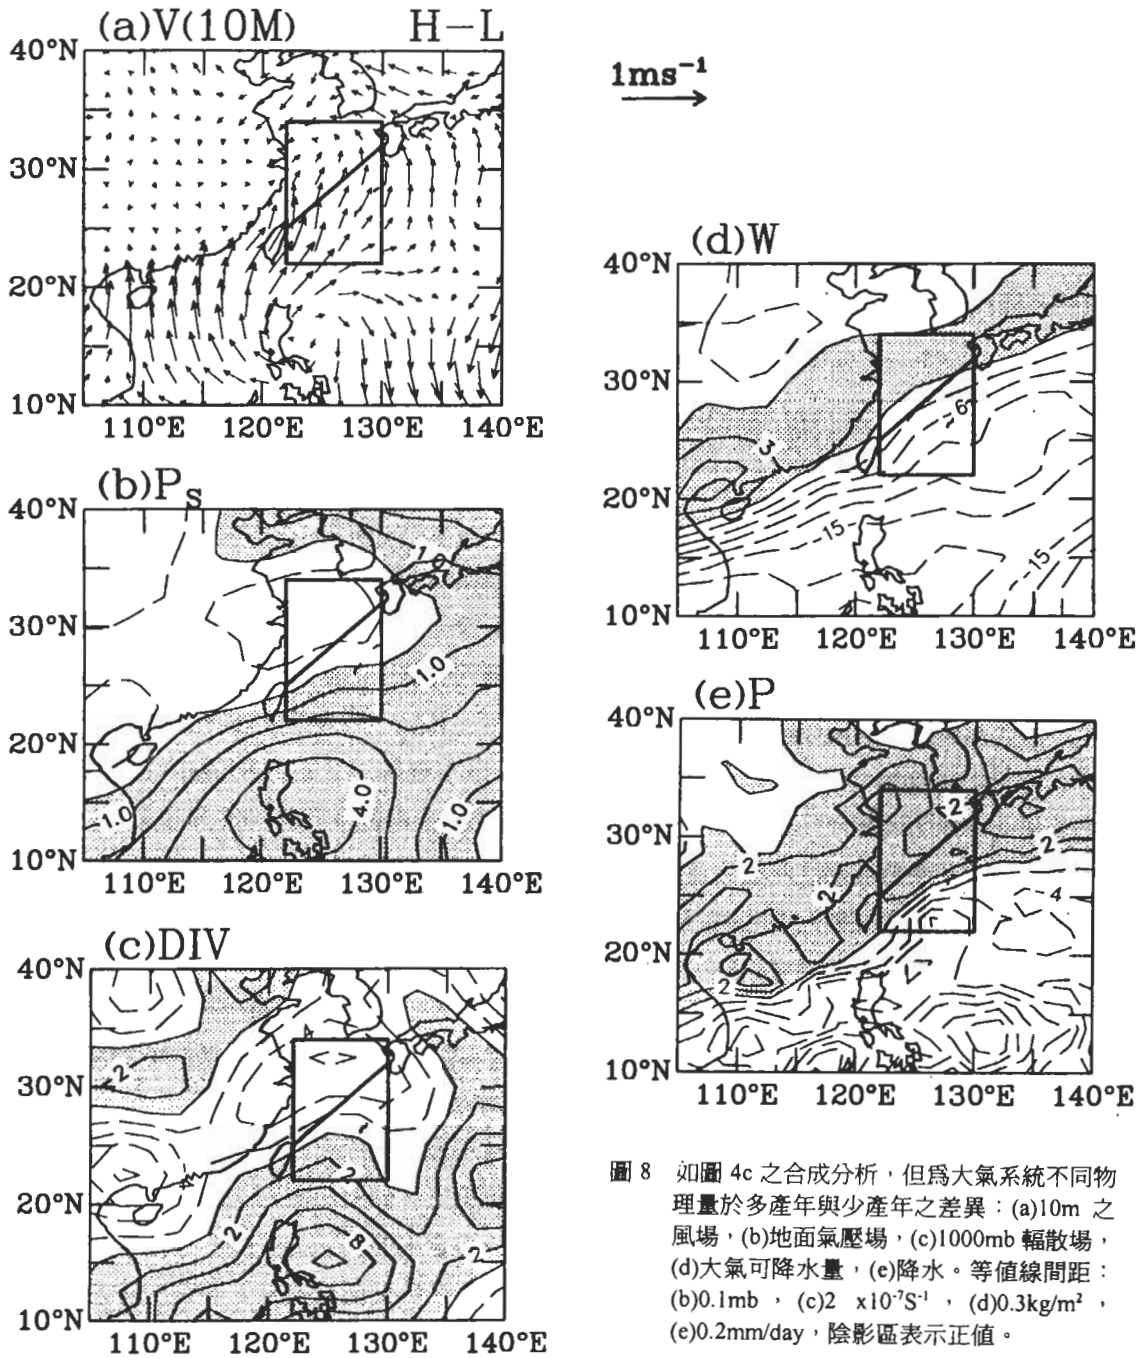 (a)V(10M) H-L
1ms⁻¹
40°N
30°N
20°N
10°N
110°E 120°E 130°E 140°E
(b)Pₛ
40°N
30°N
20°N
10°N
1
1.0
4.0
1.0
1.0
110°E 120°E 130°E 140°E
(c)DIV
40°N
30°N
20°N
10°N
2
2
2
8
2
110°E 120°E 130°E 140°E
(d)W
40°N
30°N
20°N
10°N
3
-6
-15
-15
110°E 120°E 130°E 140°E
(e)P
40°N
30°N
20°N
10°N
2
2
2
2
-4
2
110°E 120°E 130°E 140°E
圖 8 如圖 4c 之合成分析,但爲大氣系統不同物
理量於多產年與少產年之差異:(a)10m 之
風場,(b)地面氣壓場,(c)1000mb 輻散場,
(d)大氣可降水量,(e)降水。等値線間距:
(b)0.1mb,(c)2 x10⁻⁷S⁻¹,(d)0.3kg/m²,
(e)0.2mm/day,陰影區表示正値。